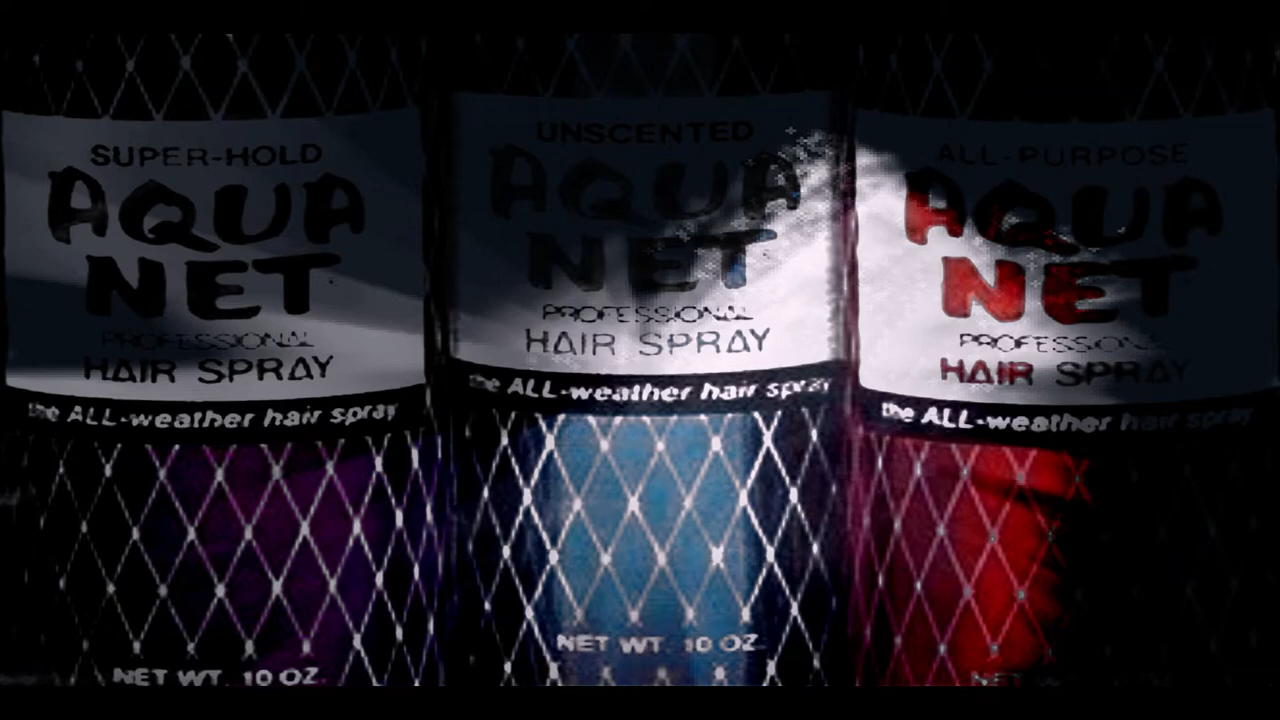 SUPER-HOLD
AQUA
NET
PROFESSIONAL
HAIR SPRAY
the ALL-weather hair spray
NET WT. 10 OZ.
UNSCENTED
AQUA
NET
PROFESSIONAL
HAIR SPRAY
the ALL-weather hair spray
NET WT. 10 OZ.
ALL-PURPOSE
AQUA
NET
PROFESSIONAL
HAIR SPRAY
the ALL-weather hair spray
NET